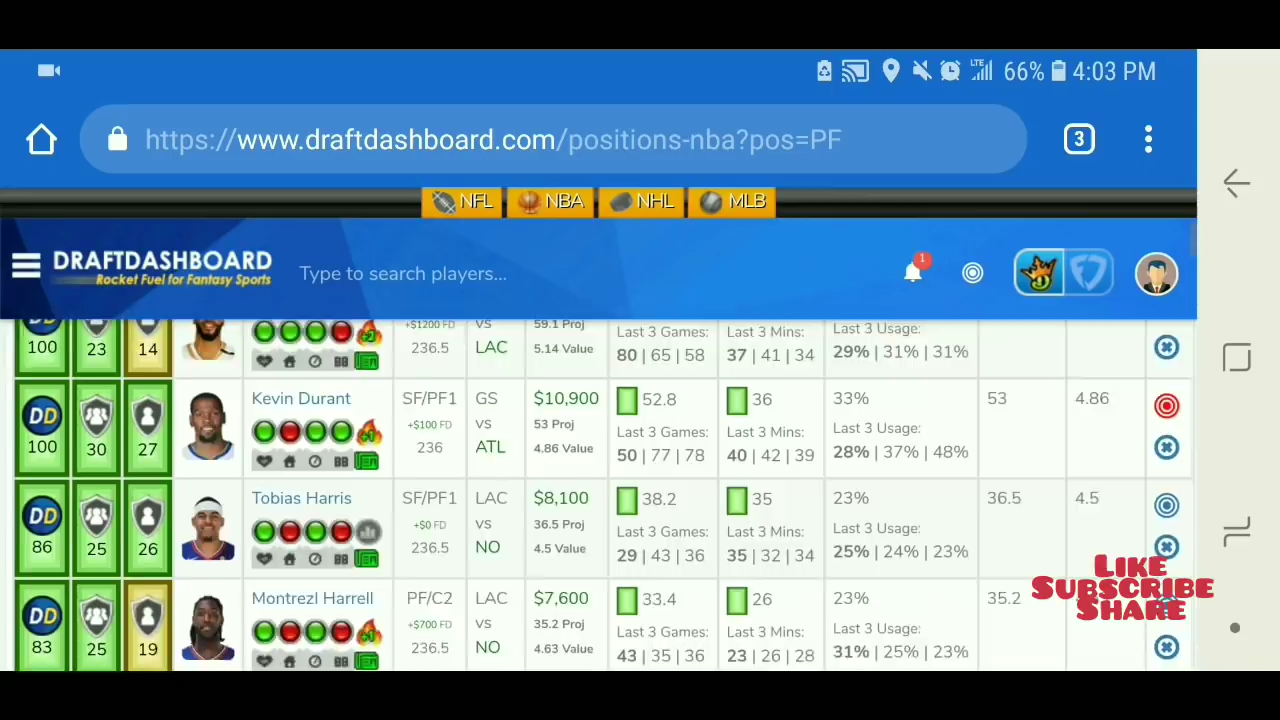 LTE 66% 4:03 PM
https://www.draftdashboard.com/positions-nba?pos=PF 3
NFL NBA NHL MLB
DRAFTDASHBOARD
Rocket Fuel for Fantasy Sports
Type to search players...
1
+$1200 FD VS 59.1 Proj Last 3 Games: Last 3 Mins: Last 3 Usage:
100 23 14 236.5 LAC 5.14 Value 80 | 65 | 58 37 | 41 | 34 29% | 31% | 31%
Kevin Durant SF/PF1 GS $10,900 52.8 36 33% 53 4.86
DD +$100 FD VS 53 Proj Last 3 Games: Last 3 Mins: Last 3 Usage:
+1
100 30 27 236 ATL 4.86 Value 50 | 77 | 78 40 | 42 | 39 28% | 37% | 48%
Tobias Harris SF/PF1 LAC $8,100 38.2 35 23% 36.5 4.5
DD +$0 FD VS 36.5 Proj Last 3 Games: Last 3 Mins: Last 3 Usage:
86 25 26 236.5 NO 4.5 Value 29 | 43 | 36 35 | 32 | 34 25% | 24% | 23%
Montrezl Harrell PF/C2 LAC $7,600 33.4 26 23% 35.2
DD +$700 FD VS 35.2 Proj Last 3 Games: Last 3 Mins: Last 3 Usage:
+1
83 25 19 236.5 NO 4.63 Value 43 | 35 | 36 23 | 26 | 28 31% | 25% | 23%
LIKE
SUBSCRIBE
SHARE